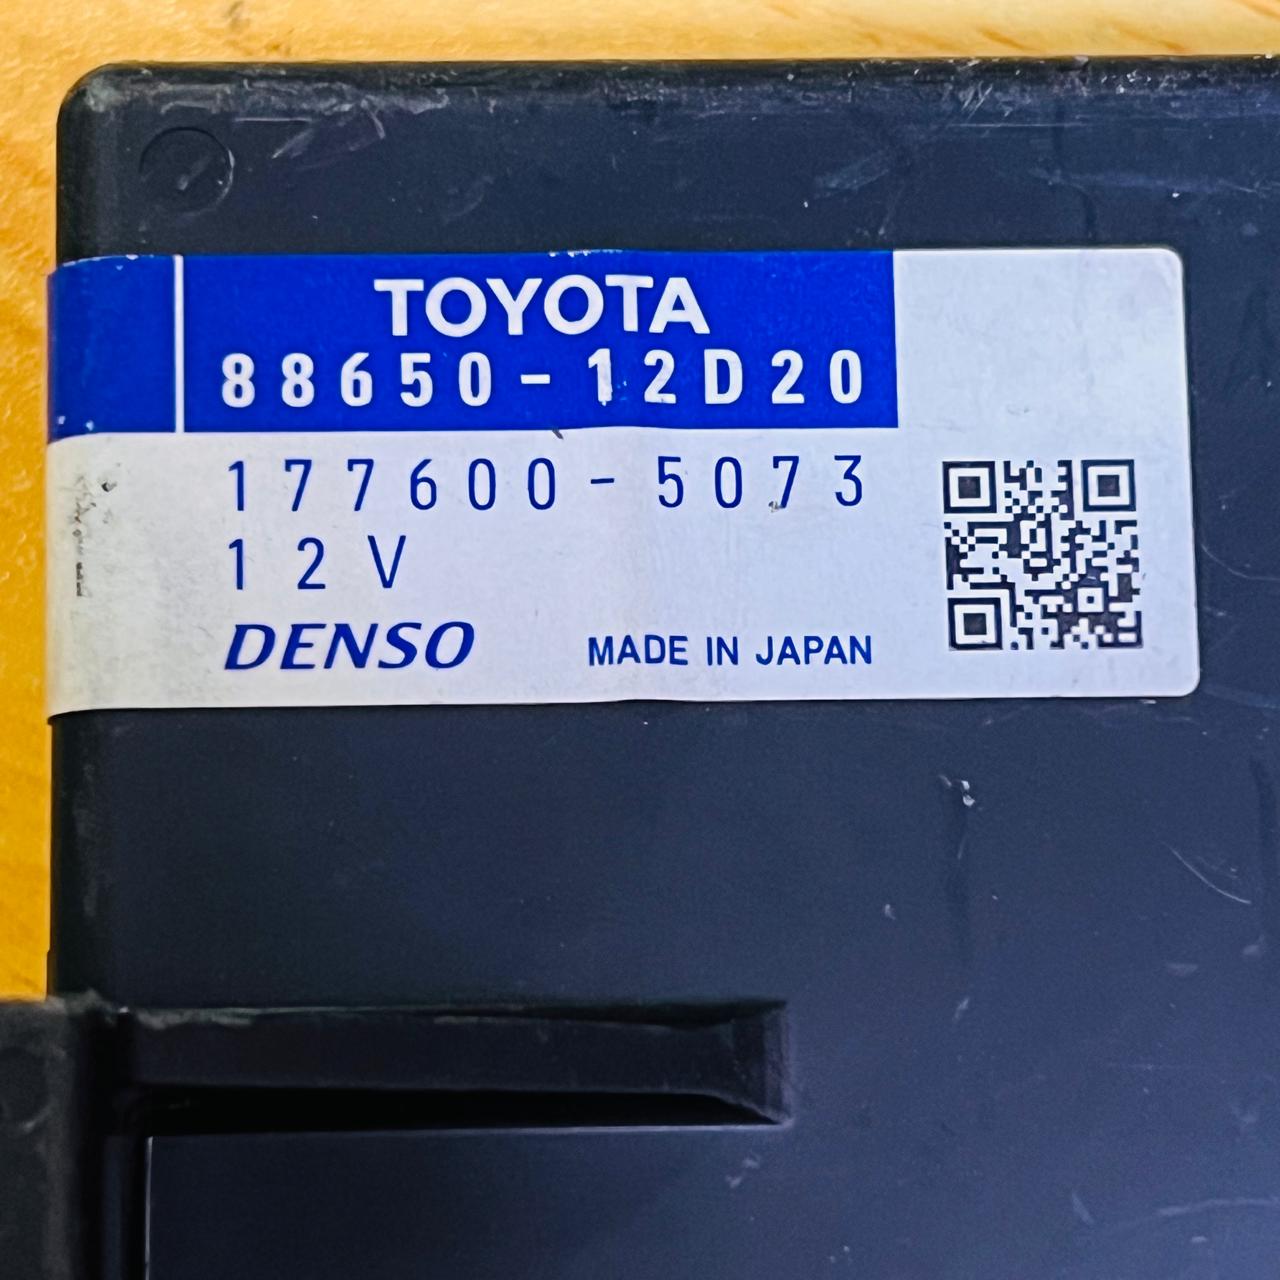 TOYOTA
88650-12D20
177600-5073
12V
DENSO
MADE IN JAPAN